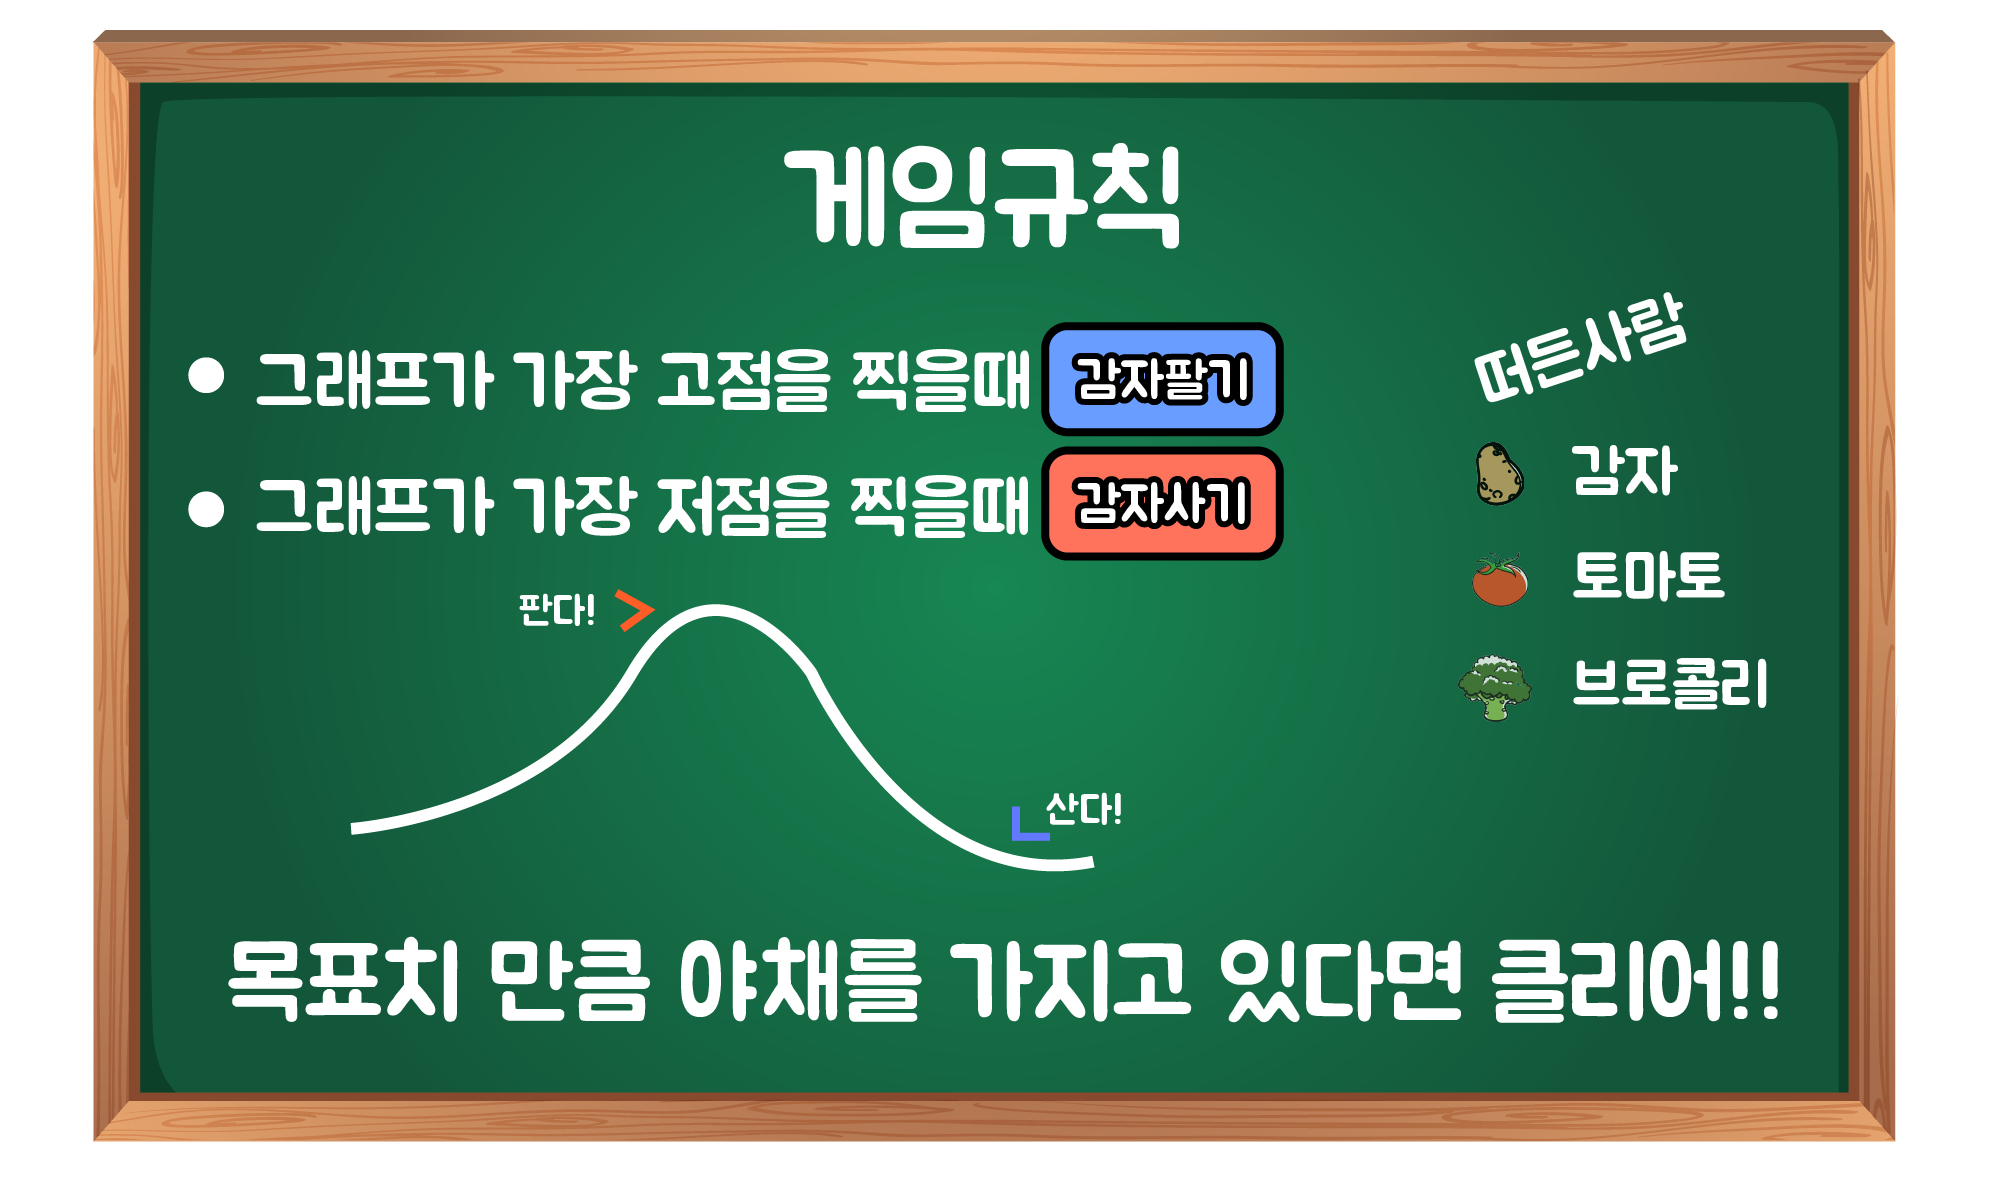 게임규칙
그래프가 가장 고점을 찍을때 감자팔기
그래프가 가장 저점을 찍을때 감자사기
판다!
산다!
떠든사람
감자
토마토
브로콜리
목표치 만큼 야채를 가지고 있다면 클리어!!